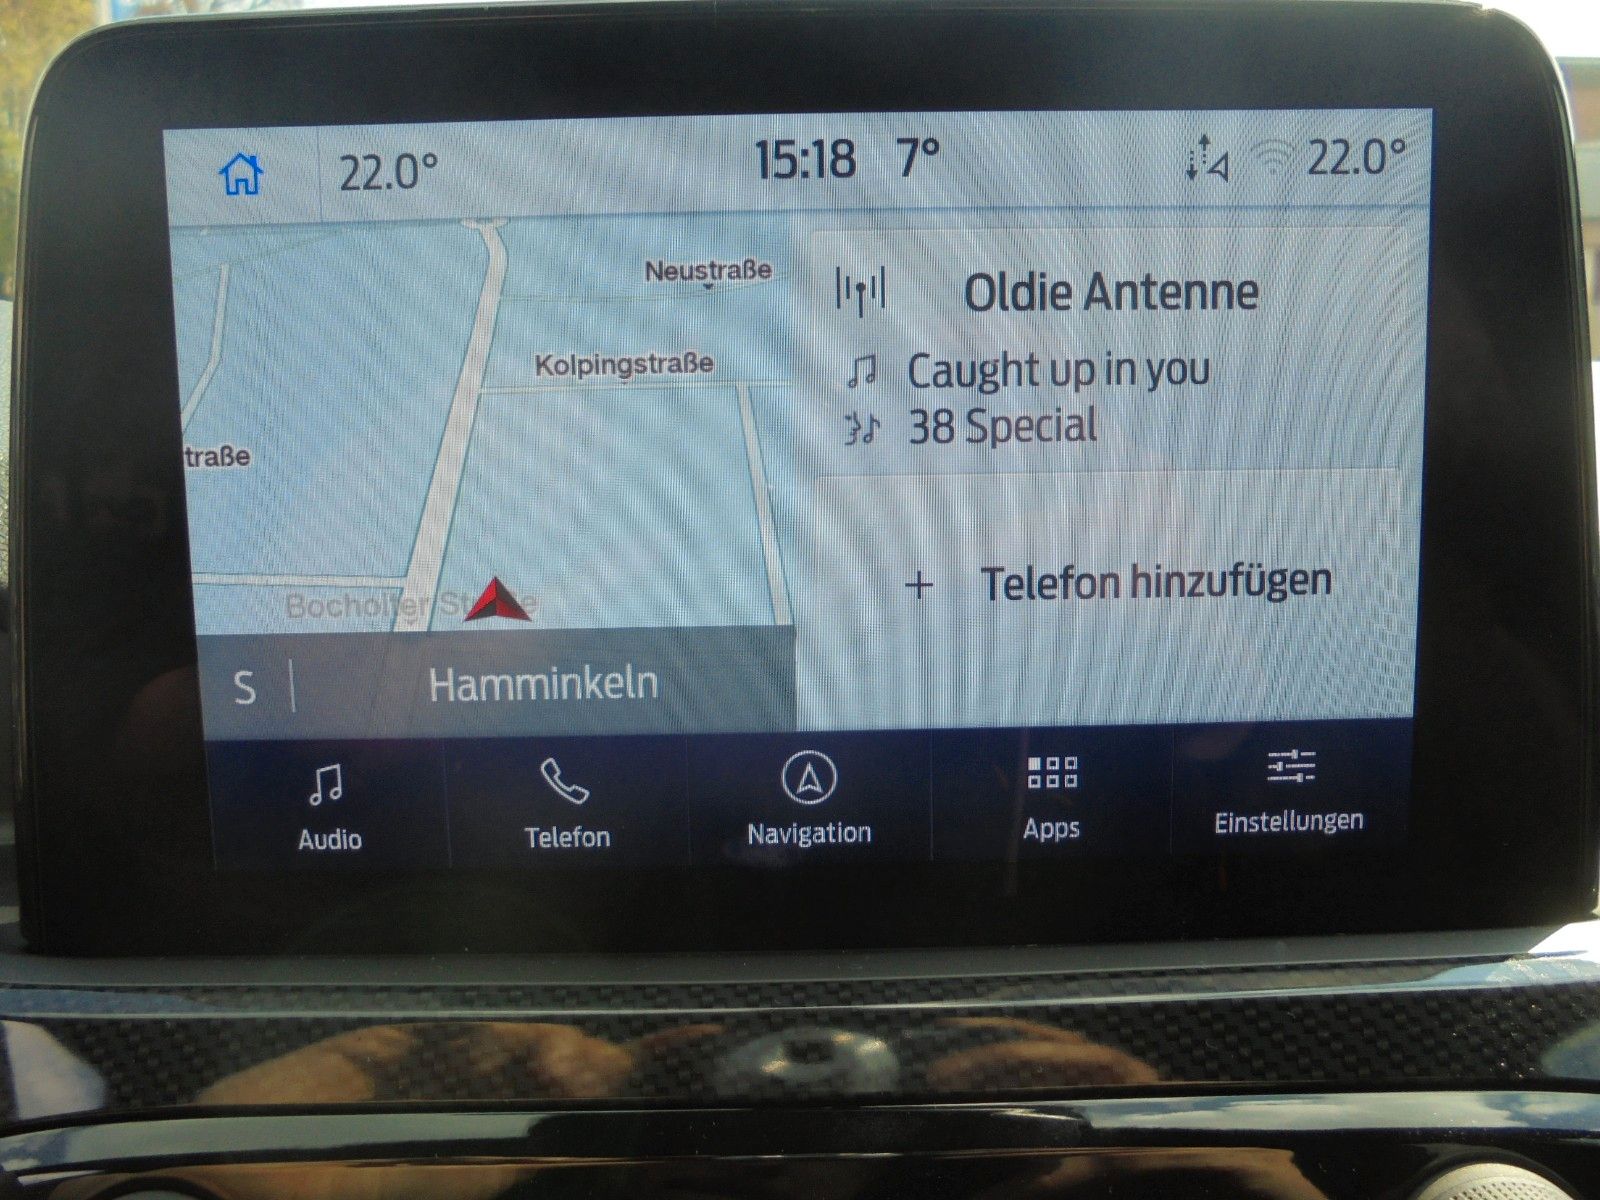 22.0°
15:18 7°
22.0°
Neustraße
Kolpingstraße
traße
Oldie Antenne
Caught up in you
38 Special
+ Telefon hinzufügen
Bocholter
S | Hamminkeln
Audio
Telefon
Navigation
Apps
Einstellungen